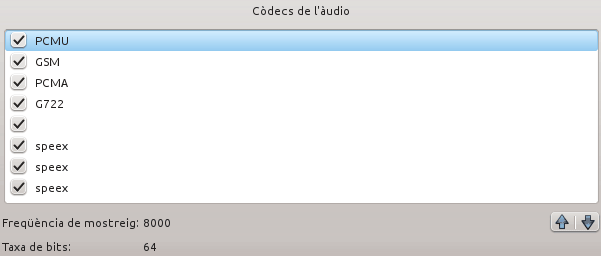 Còdecs de l'àudio
PCMU
GSM
PCMA
G722
speex
speex
speex
Freqüència de mostreig: 8000
Taxa de bits: 64